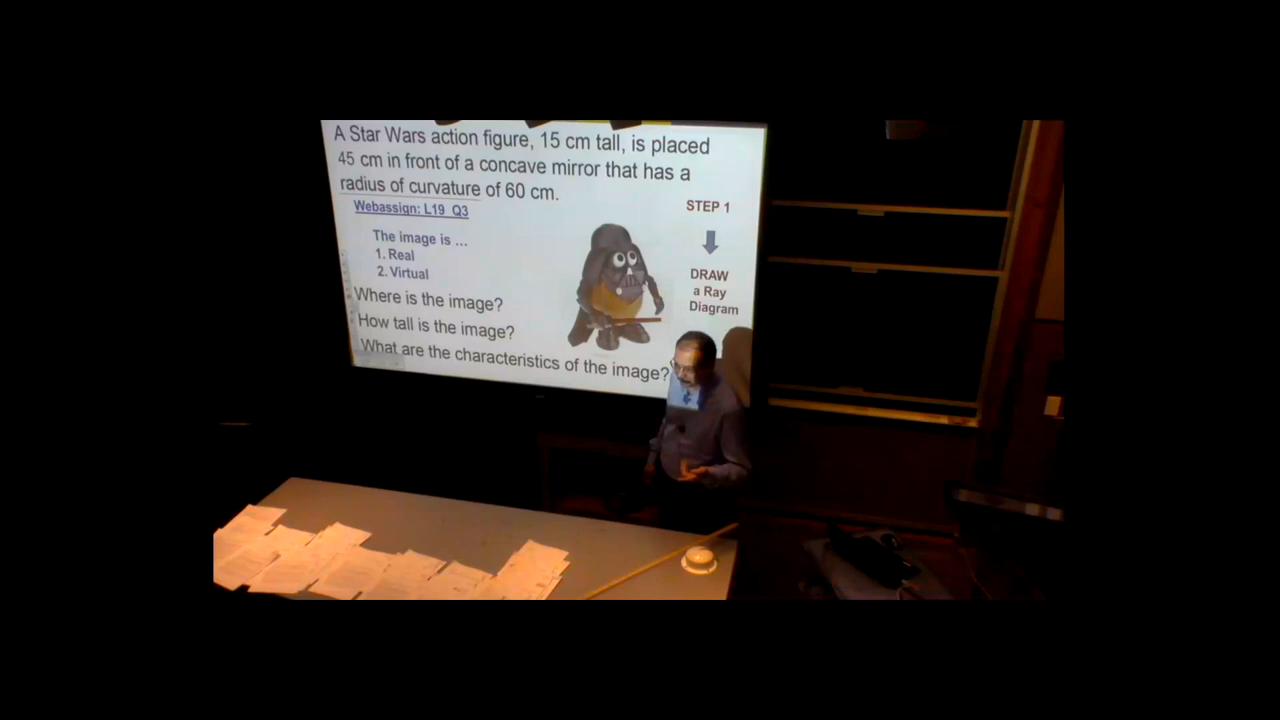 A Star Wars action figure, 15 cm tall, is placed
45 cm in front of a concave mirror that has a
radius of curvature of 60 cm.
Webassign: L19 Q3
The image is ...
1. Real
2. Virtual
Where is the image?
How tall is the image?
What are the characteristics of the image?
STEP 1
DRAW
a Ray
Diagram